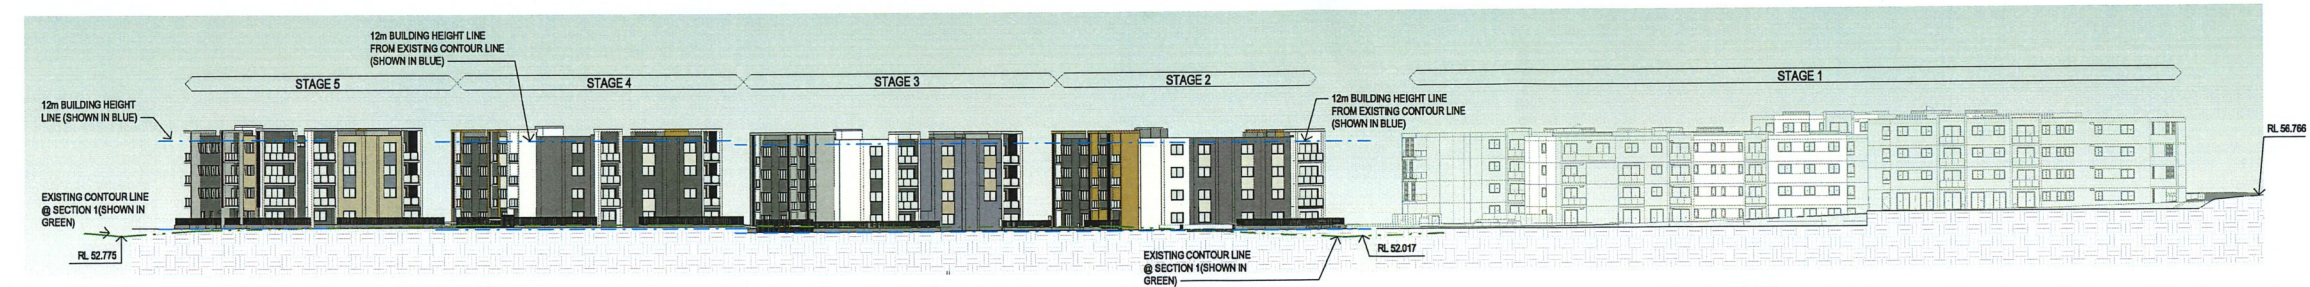 12m BUILDING HEIGHT LINE
FROM EXISTING CONTOUR LINE
(SHOWN IN BLUE)
STAGE 5
STAGE 4
STAGE 3
STAGE 2
STAGE 1
12m BUILDING HEIGHT
LINE (SHOWN IN BLUE)
12m BUILDING HEIGHT LINE
FROM EXISTING CONTOUR LINE
(SHOWN IN BLUE)
RL 56.766
EXISTING CONTOUR LINE
@ SECTION 1(SHOWN IN
GREEN)
RL 52.775
RL 52.017
EXISTING CONTOUR LINE
@ SECTION 1(SHOWN IN
GREEN)